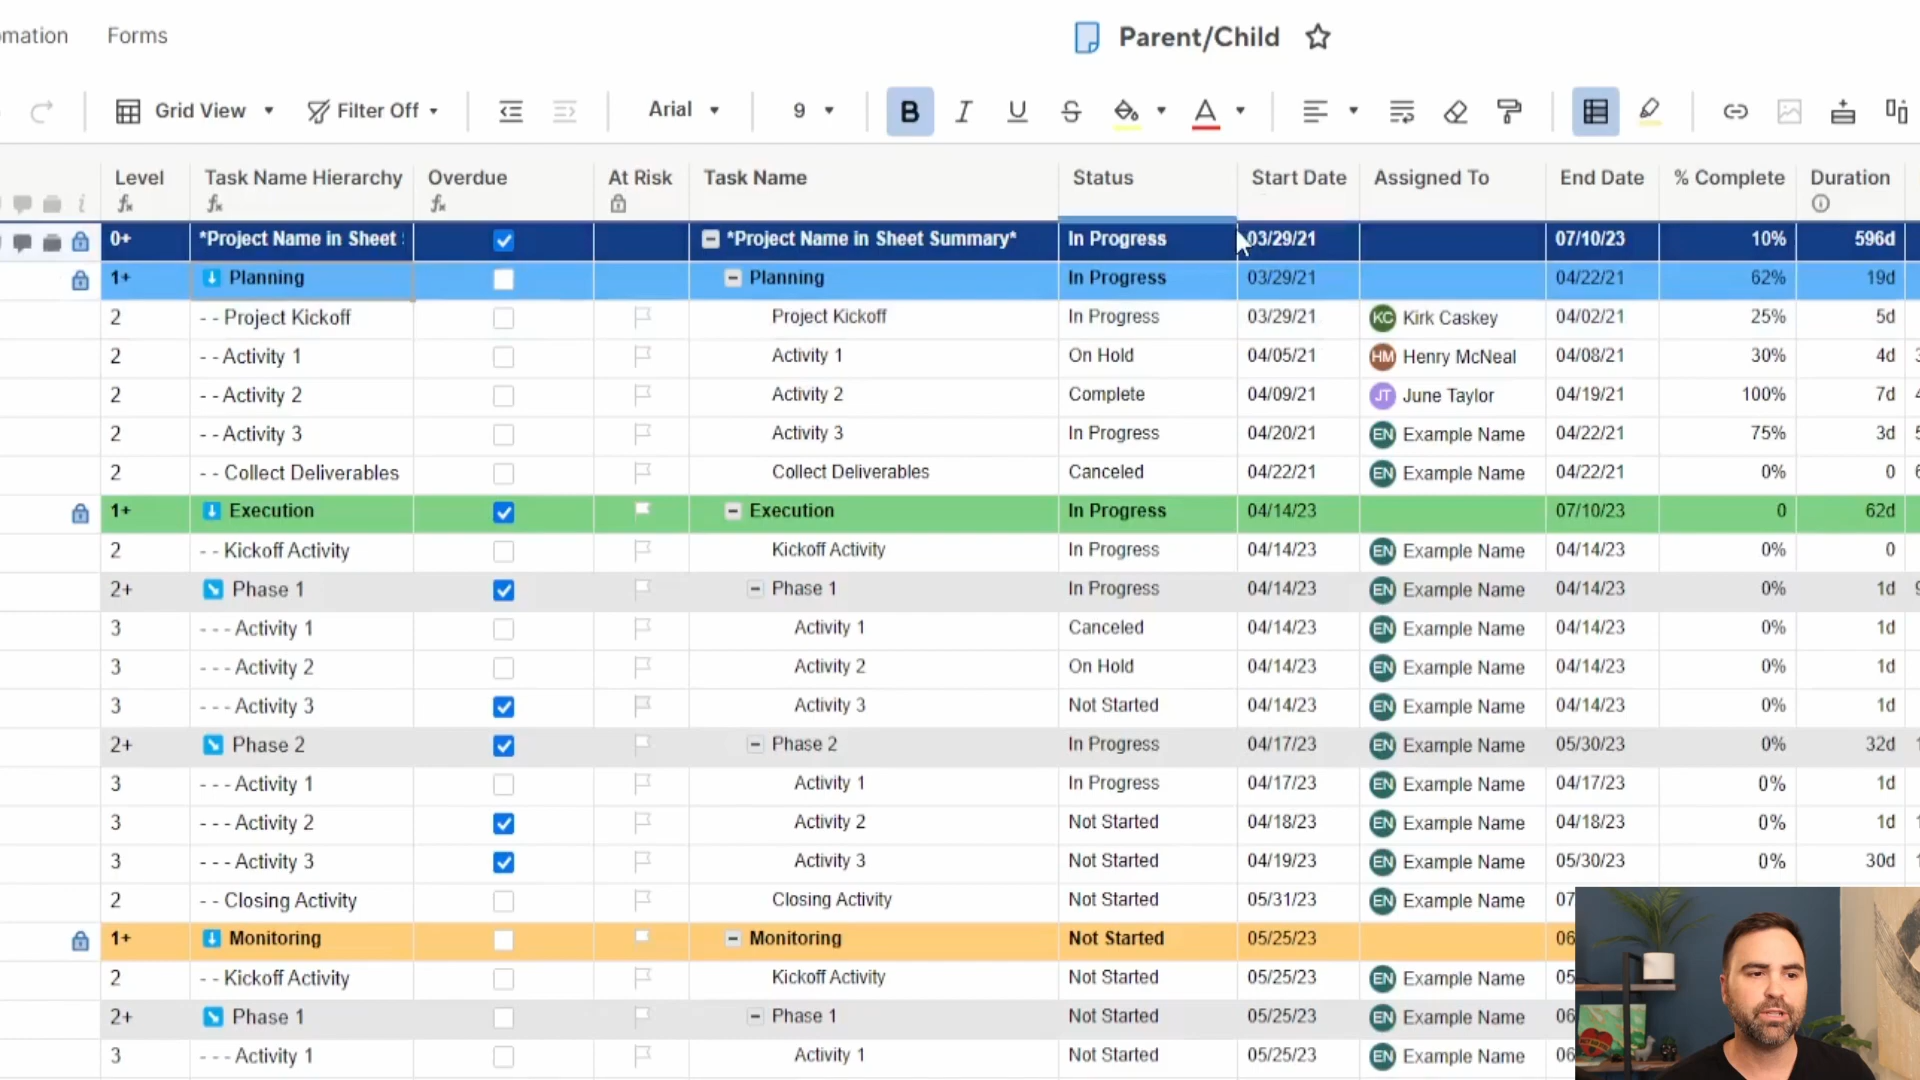 mation Forms Parent/Child
Grid View Filter Off Arial 9 B I U S A
Level Task Name Hierarchy Overdue At Risk Task Name Status Start Date Assigned To End Date % Complete Duration
fx fx fx
0+ *Project Name in Sheet *Project Name in Sheet Summary* In Progress 03/29/21 07/10/23 10% 596d
1+ Planning Planning In Progress 03/29/21 04/22/21 62% 19d
2 - - Project Kickoff Project Kickoff In Progress 03/29/21 KC Kirk Caskey 04/02/21 25% 5d
2 - - Activity 1 Activity 1 On Hold 04/05/21 HM Henry McNeal 04/08/21 30% 4d
2 - - Activity 2 Activity 2 Complete 04/09/21 JT June Taylor 04/19/21 100% 7d
2 - - Activity 3 Activity 3 In Progress 04/20/21 EN Example Name 04/22/21 75% 3d
2 - - Collect Deliverables Collect Deliverables Canceled 04/22/21 EN Example Name 04/22/21 0% 0
1+ Execution Execution In Progress 04/14/23 07/10/23 0 62d
2 - - Kickoff Activity Kickoff Activity In Progress 04/14/23 EN Example Name 04/14/23 0% 0
2+ Phase 1 Phase 1 In Progress 04/14/23 EN Example Name 04/14/23 0% 1d
3 - - - Activity 1 Activity 1 Canceled 04/14/23 EN Example Name 04/14/23 0% 1d
3 - - - Activity 2 Activity 2 On Hold 04/14/23 EN Example Name 04/14/23 0% 1d
3 - - - Activity 3 Activity 3 Not Started 04/14/23 EN Example Name 04/14/23 0% 1d
2+ Phase 2 Phase 2 In Progress 04/17/23 EN Example Name 05/30/23 0% 32d
3 - - - Activity 1 Activity 1 In Progress 04/17/23 EN Example Name 04/17/23 0% 1d
3 - - - Activity 2 Activity 2 Not Started 04/18/23 EN Example Name 04/18/23 0% 1d
3 - - - Activity 3 Activity 3 Not Started 04/19/23 EN Example Name 05/30/23 0% 30d
2 - - Closing Activity Closing Activity Not Started 05/31/23 EN Example Name 07
1+ Monitoring Monitoring Not Started 05/25/23 06
2 - - Kickoff Activity Kickoff Activity Not Started 05/25/23 EN Example Name 05
2+ Phase 1 Phase 1 Not Started 05/25/23 EN Example Name 06
3 - - - Activity 1 Activity 1 Not Started 05/25/23 EN Example Name 06